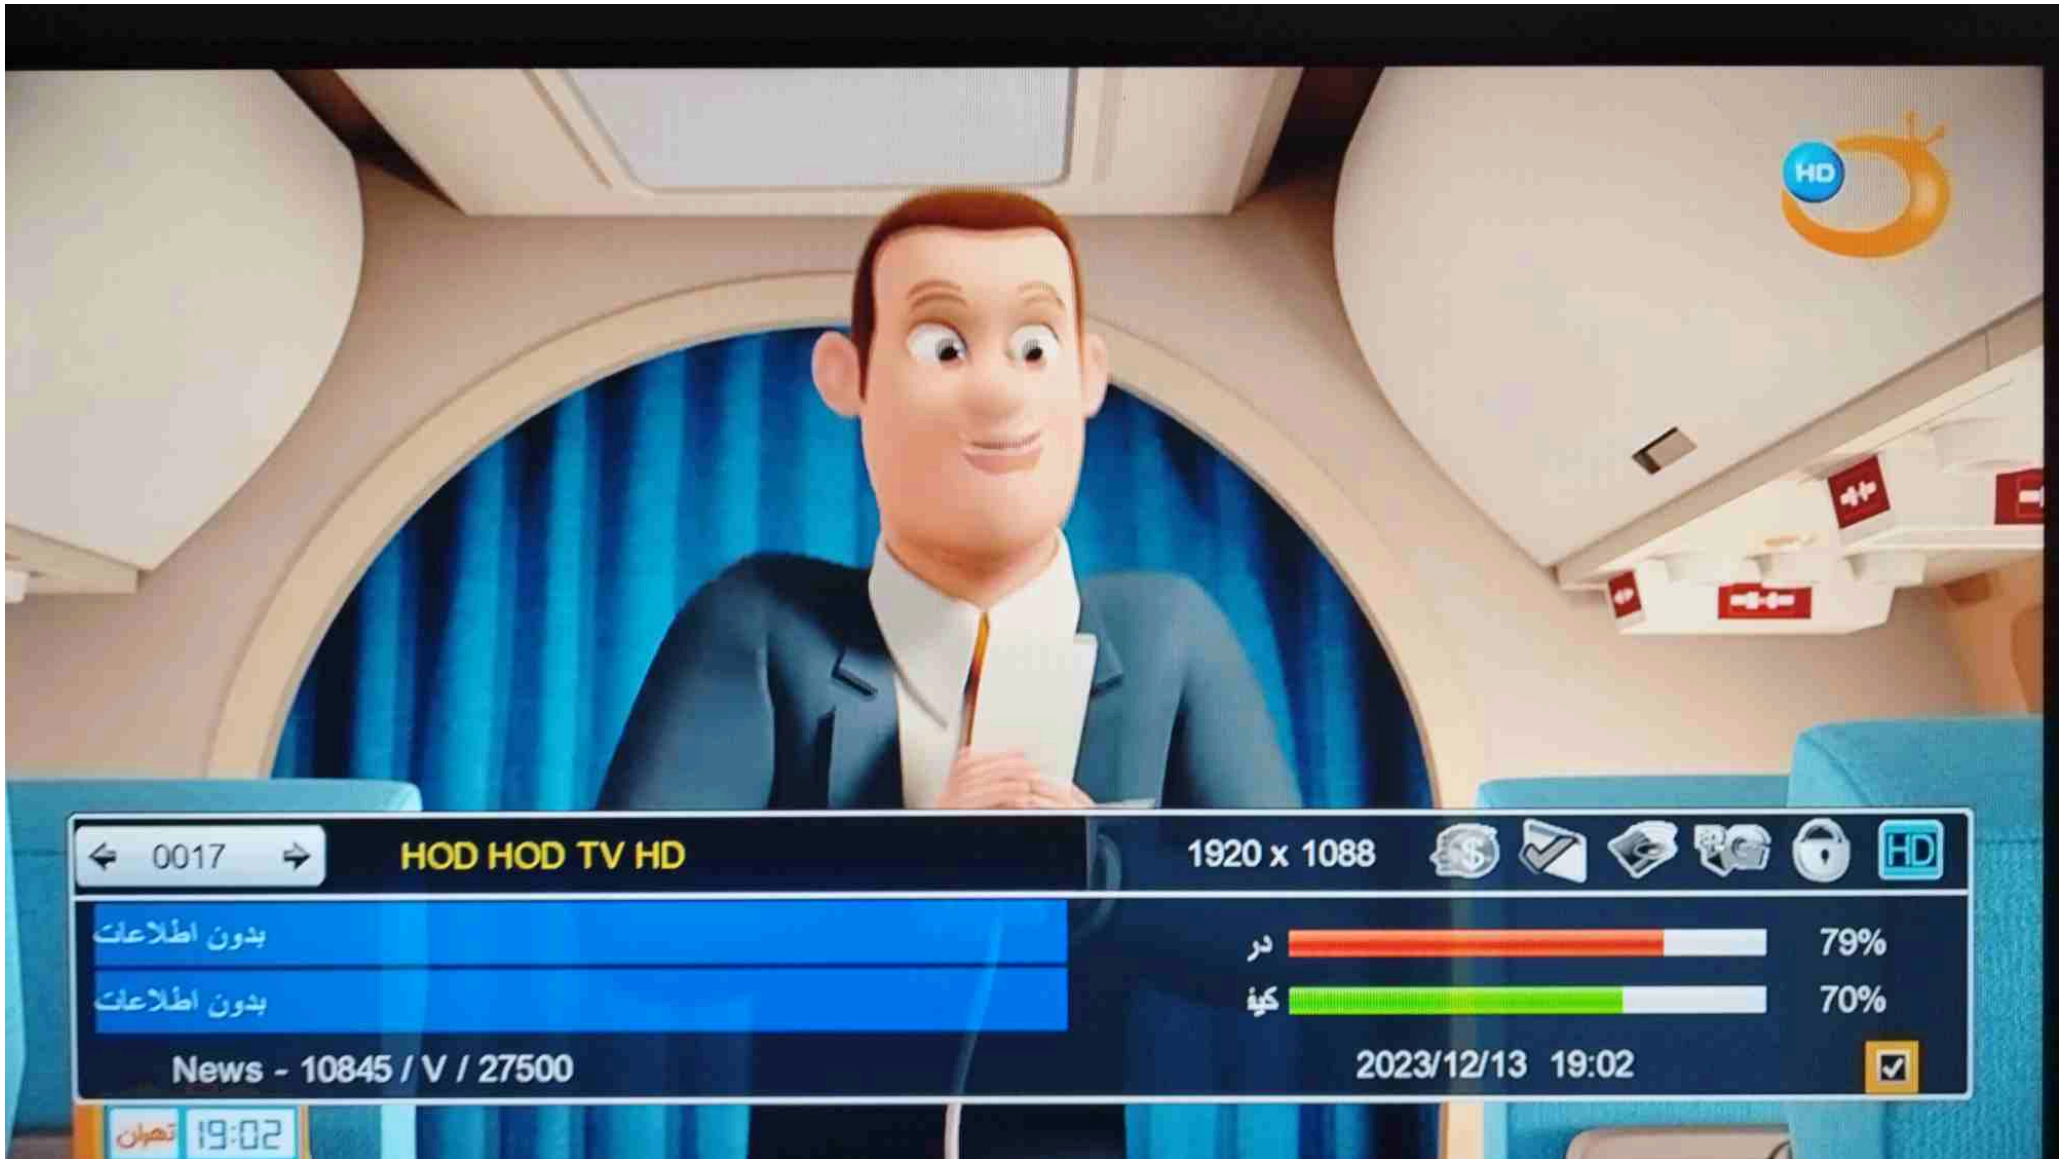 HD
0017 HOD HOD TV HD 1920 x 1088 HD
بدون اطلاعات در 79%
بدون اطلاعات کیف 70%
News - 10845 / V / 27500 2023/12/13 19:02
تهران 19:02